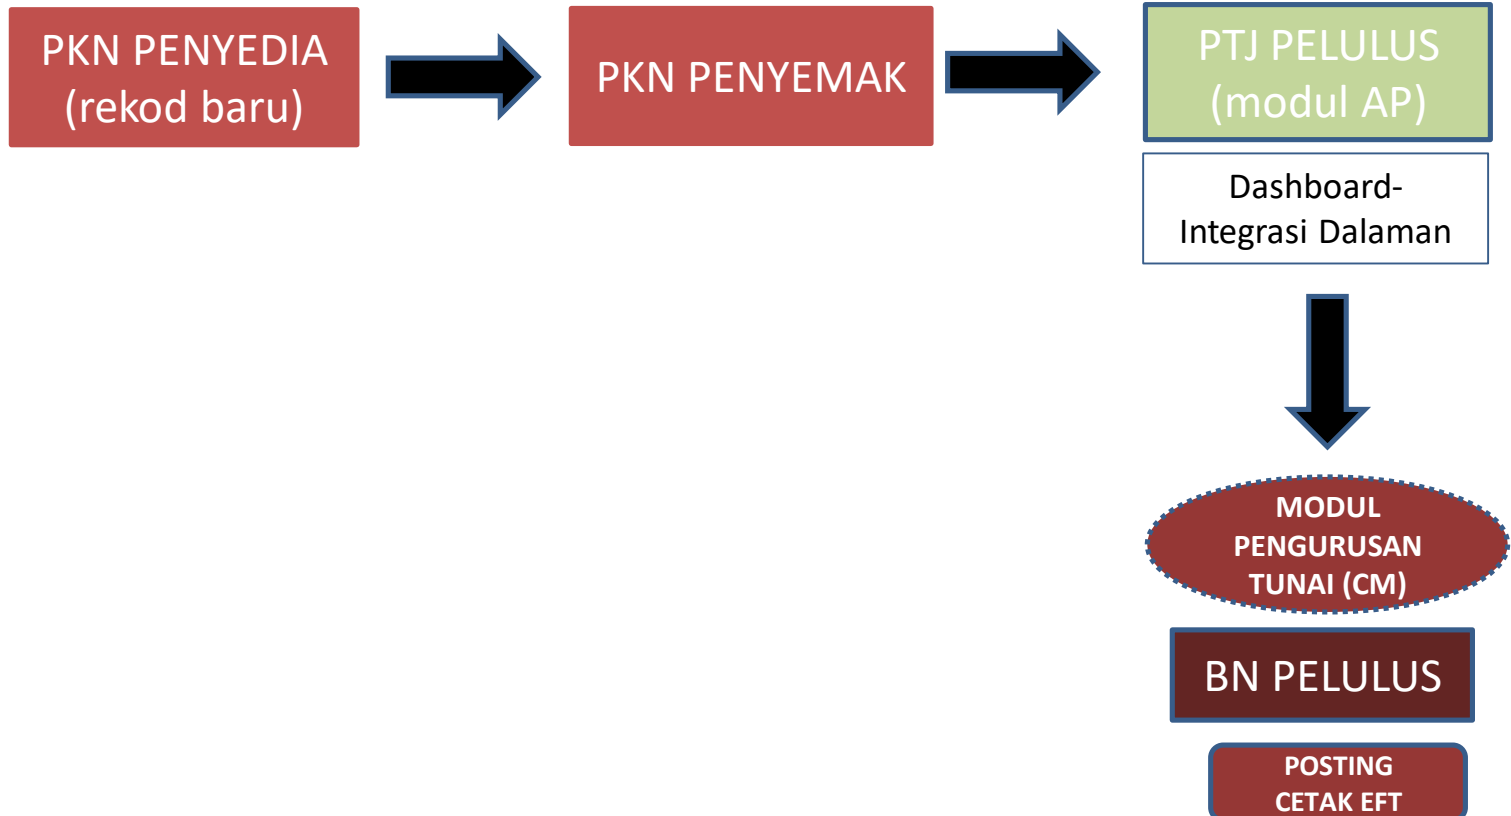 PKN PENYEDIA
(rekod baru)
PKN PENYEMAK
PTJ PELULUS
(modul AP)
Dashboard-
Integrasi Dalaman
MODUL
PENGURUSAN
TUNAI (CM)
BN PELULUS
POSTING
CETAK EFT